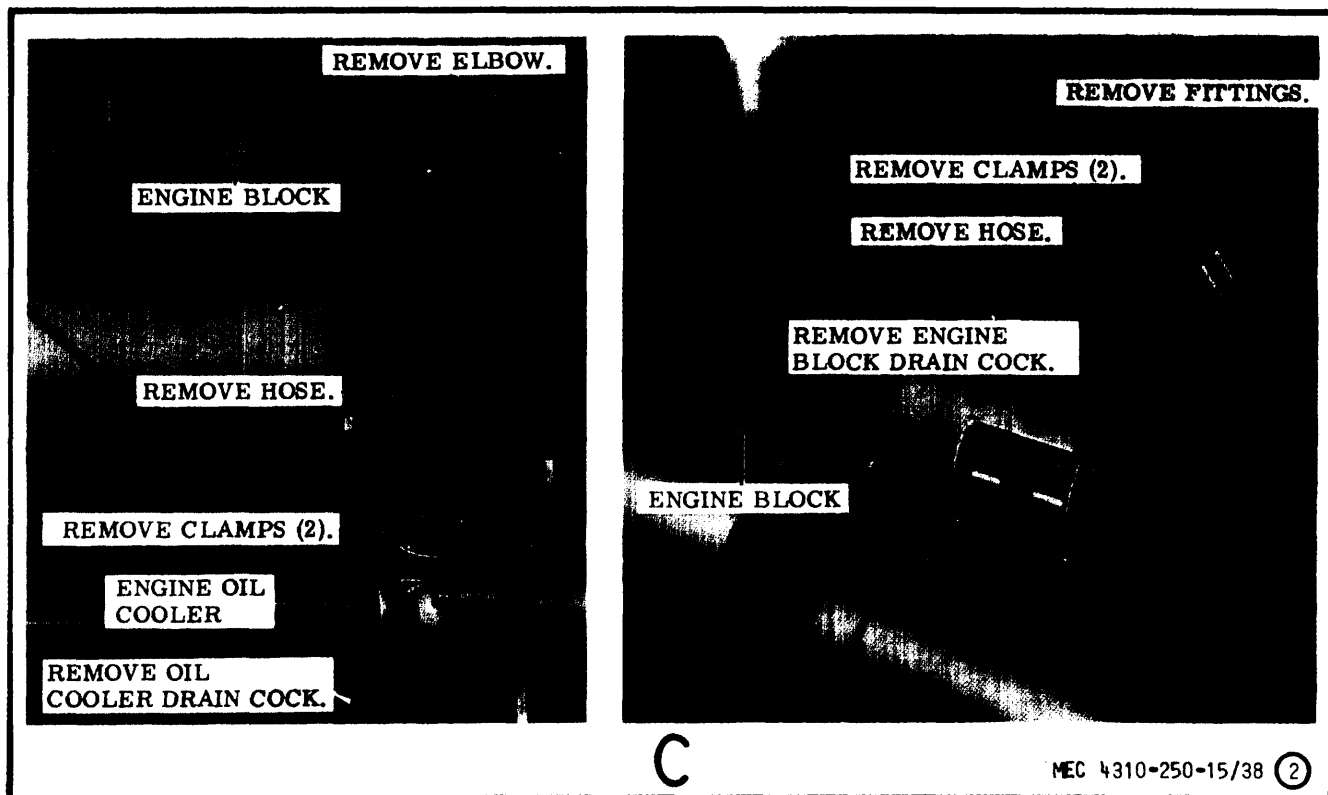 REMOVE ELBOW.
ENGINE BLOCK
REMOVE HOSE.
REMOVE CLAMPS (2).
ENGINE OIL
COOLER
REMOVE OIL
COOLER DRAIN COCK.
REMOVE FITTINGS.
REMOVE CLAMPS (2).
REMOVE HOSE.
REMOVE ENGINE
BLOCK DRAIN COCK.
ENGINE BLOCK
C
MEC 4310-250-15/38 2